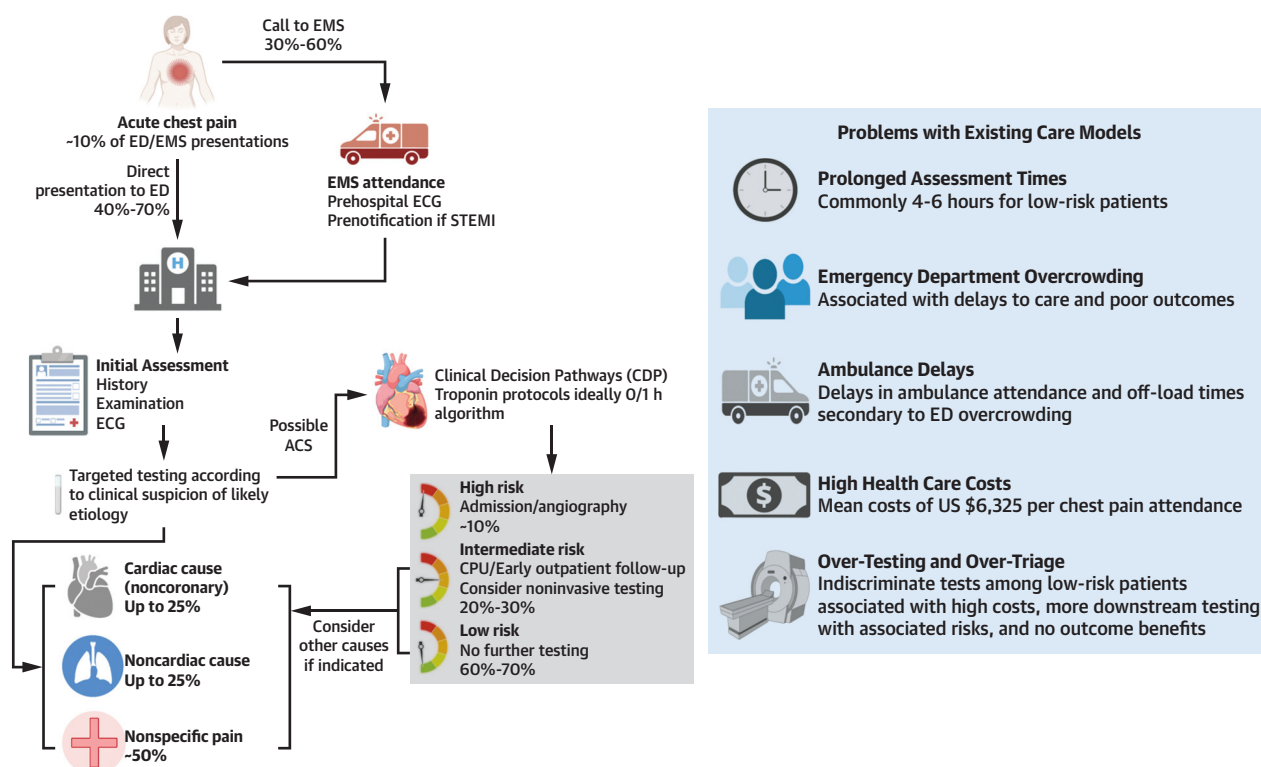 Call to EMS
30%-60%
Acute chest pain
~10% of ED/EMS presentations
Direct
presentation to ED
40%-70%
EMS attendance
Prehospital ECG
Prenotification if STEMI
H
Initial Assessment
History
Examination
ECG
Possible
ACS
Clinical Decision Pathways (CDP)
Troponin protocols ideally 0/1 h
algorithm
Targeted testing according
to clinical suspicion of likely
etiology
High risk
Admission/angiography
~10%
Intermediate risk
CPU/Early outpatient follow-up
Consider noninvasive testing
20%-30%
Low risk
No further testing
60%-70%
Consider
other causes
if indicated
Cardiac cause
(noncoronary)
Up to 25%
Noncardiac cause
Up to 25%
Nonspecific pain
~50%
Problems with Existing Care Models
Prolonged Assessment Times
Commonly 4-6 hours for low-risk patients
Emergency Department Overcrowding
Associated with delays to care and poor outcomes
Ambulance Delays
Delays in ambulance attendance and off-load times
secondary to ED overcrowding
$
High Health Care Costs
Mean costs of US $6,325 per chest pain attendance
Over-Testing and Over-Triage
Indiscriminate tests among low-risk patients
associated with high costs, more downstream testing
with associated risks, and no outcome benefits